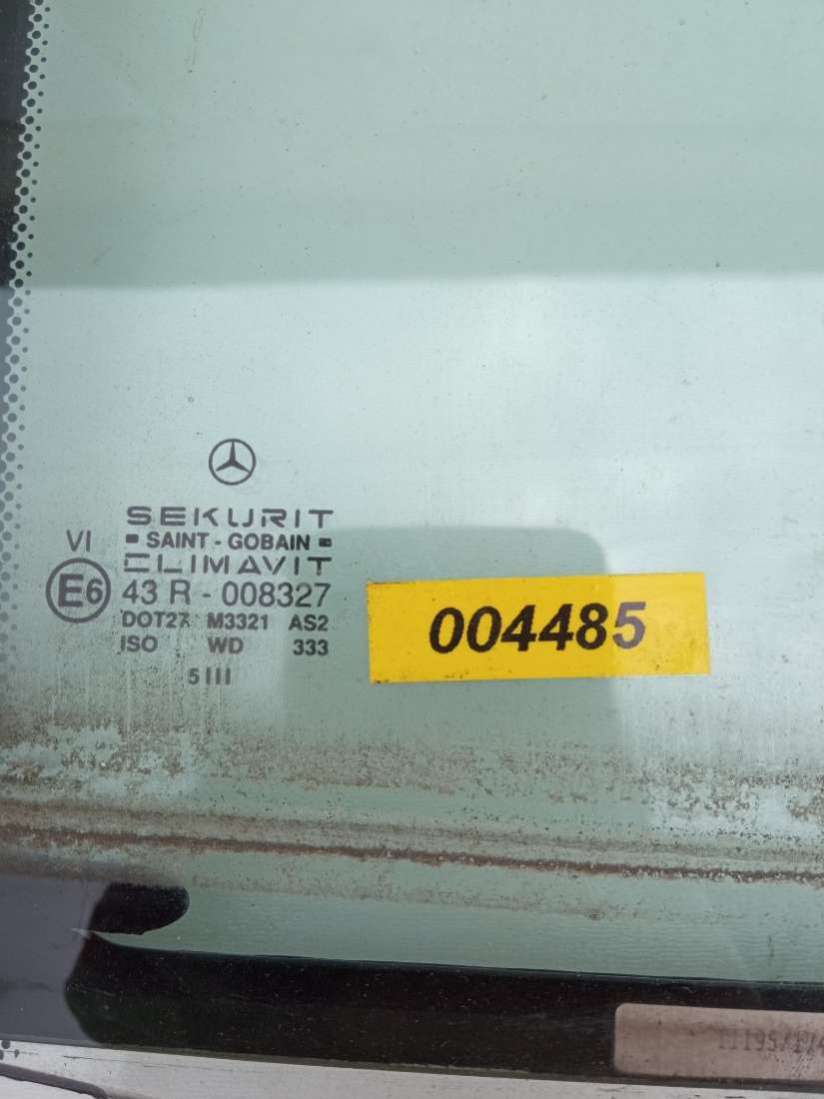 SEKURIT
SAINT - GOBAIN
CLIMAVIT
VI
E6
43 R - 008327
DOT27 M3321 AS2
ISO WD 333
5 III
004485